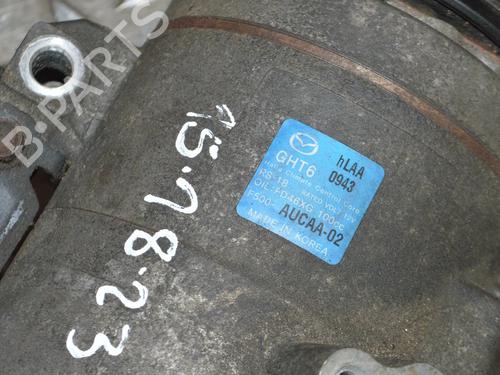 B-PARTS
GHT6 hLAA
0943
Halla Climate Control Corp.
RS-18 RATED VOLT 12V
OIL-PD46XG 100cc
F500- AUCAA-02
MADE IN KOREA
15.7 8.23